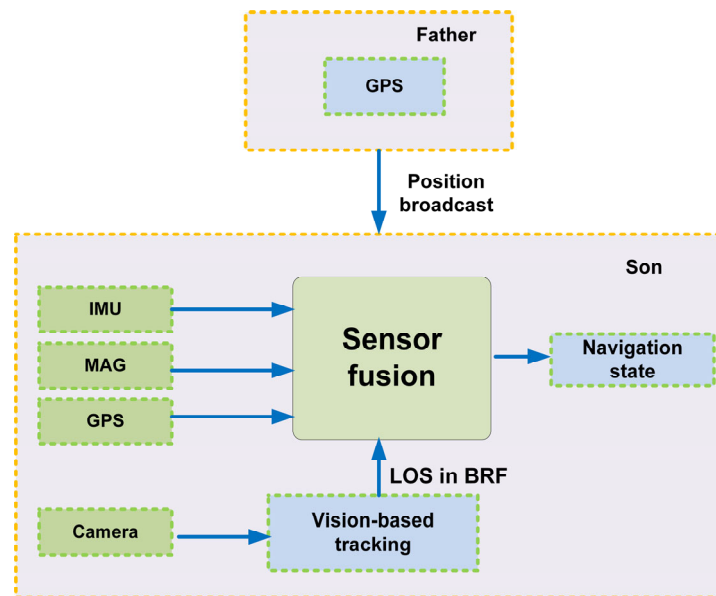 Father
GPS
Position
broadcast
Son
IMU
MAG
GPS
Sensor
fusion
Navigation
state
LOS in BRF
Camera
Vision-based
tracking